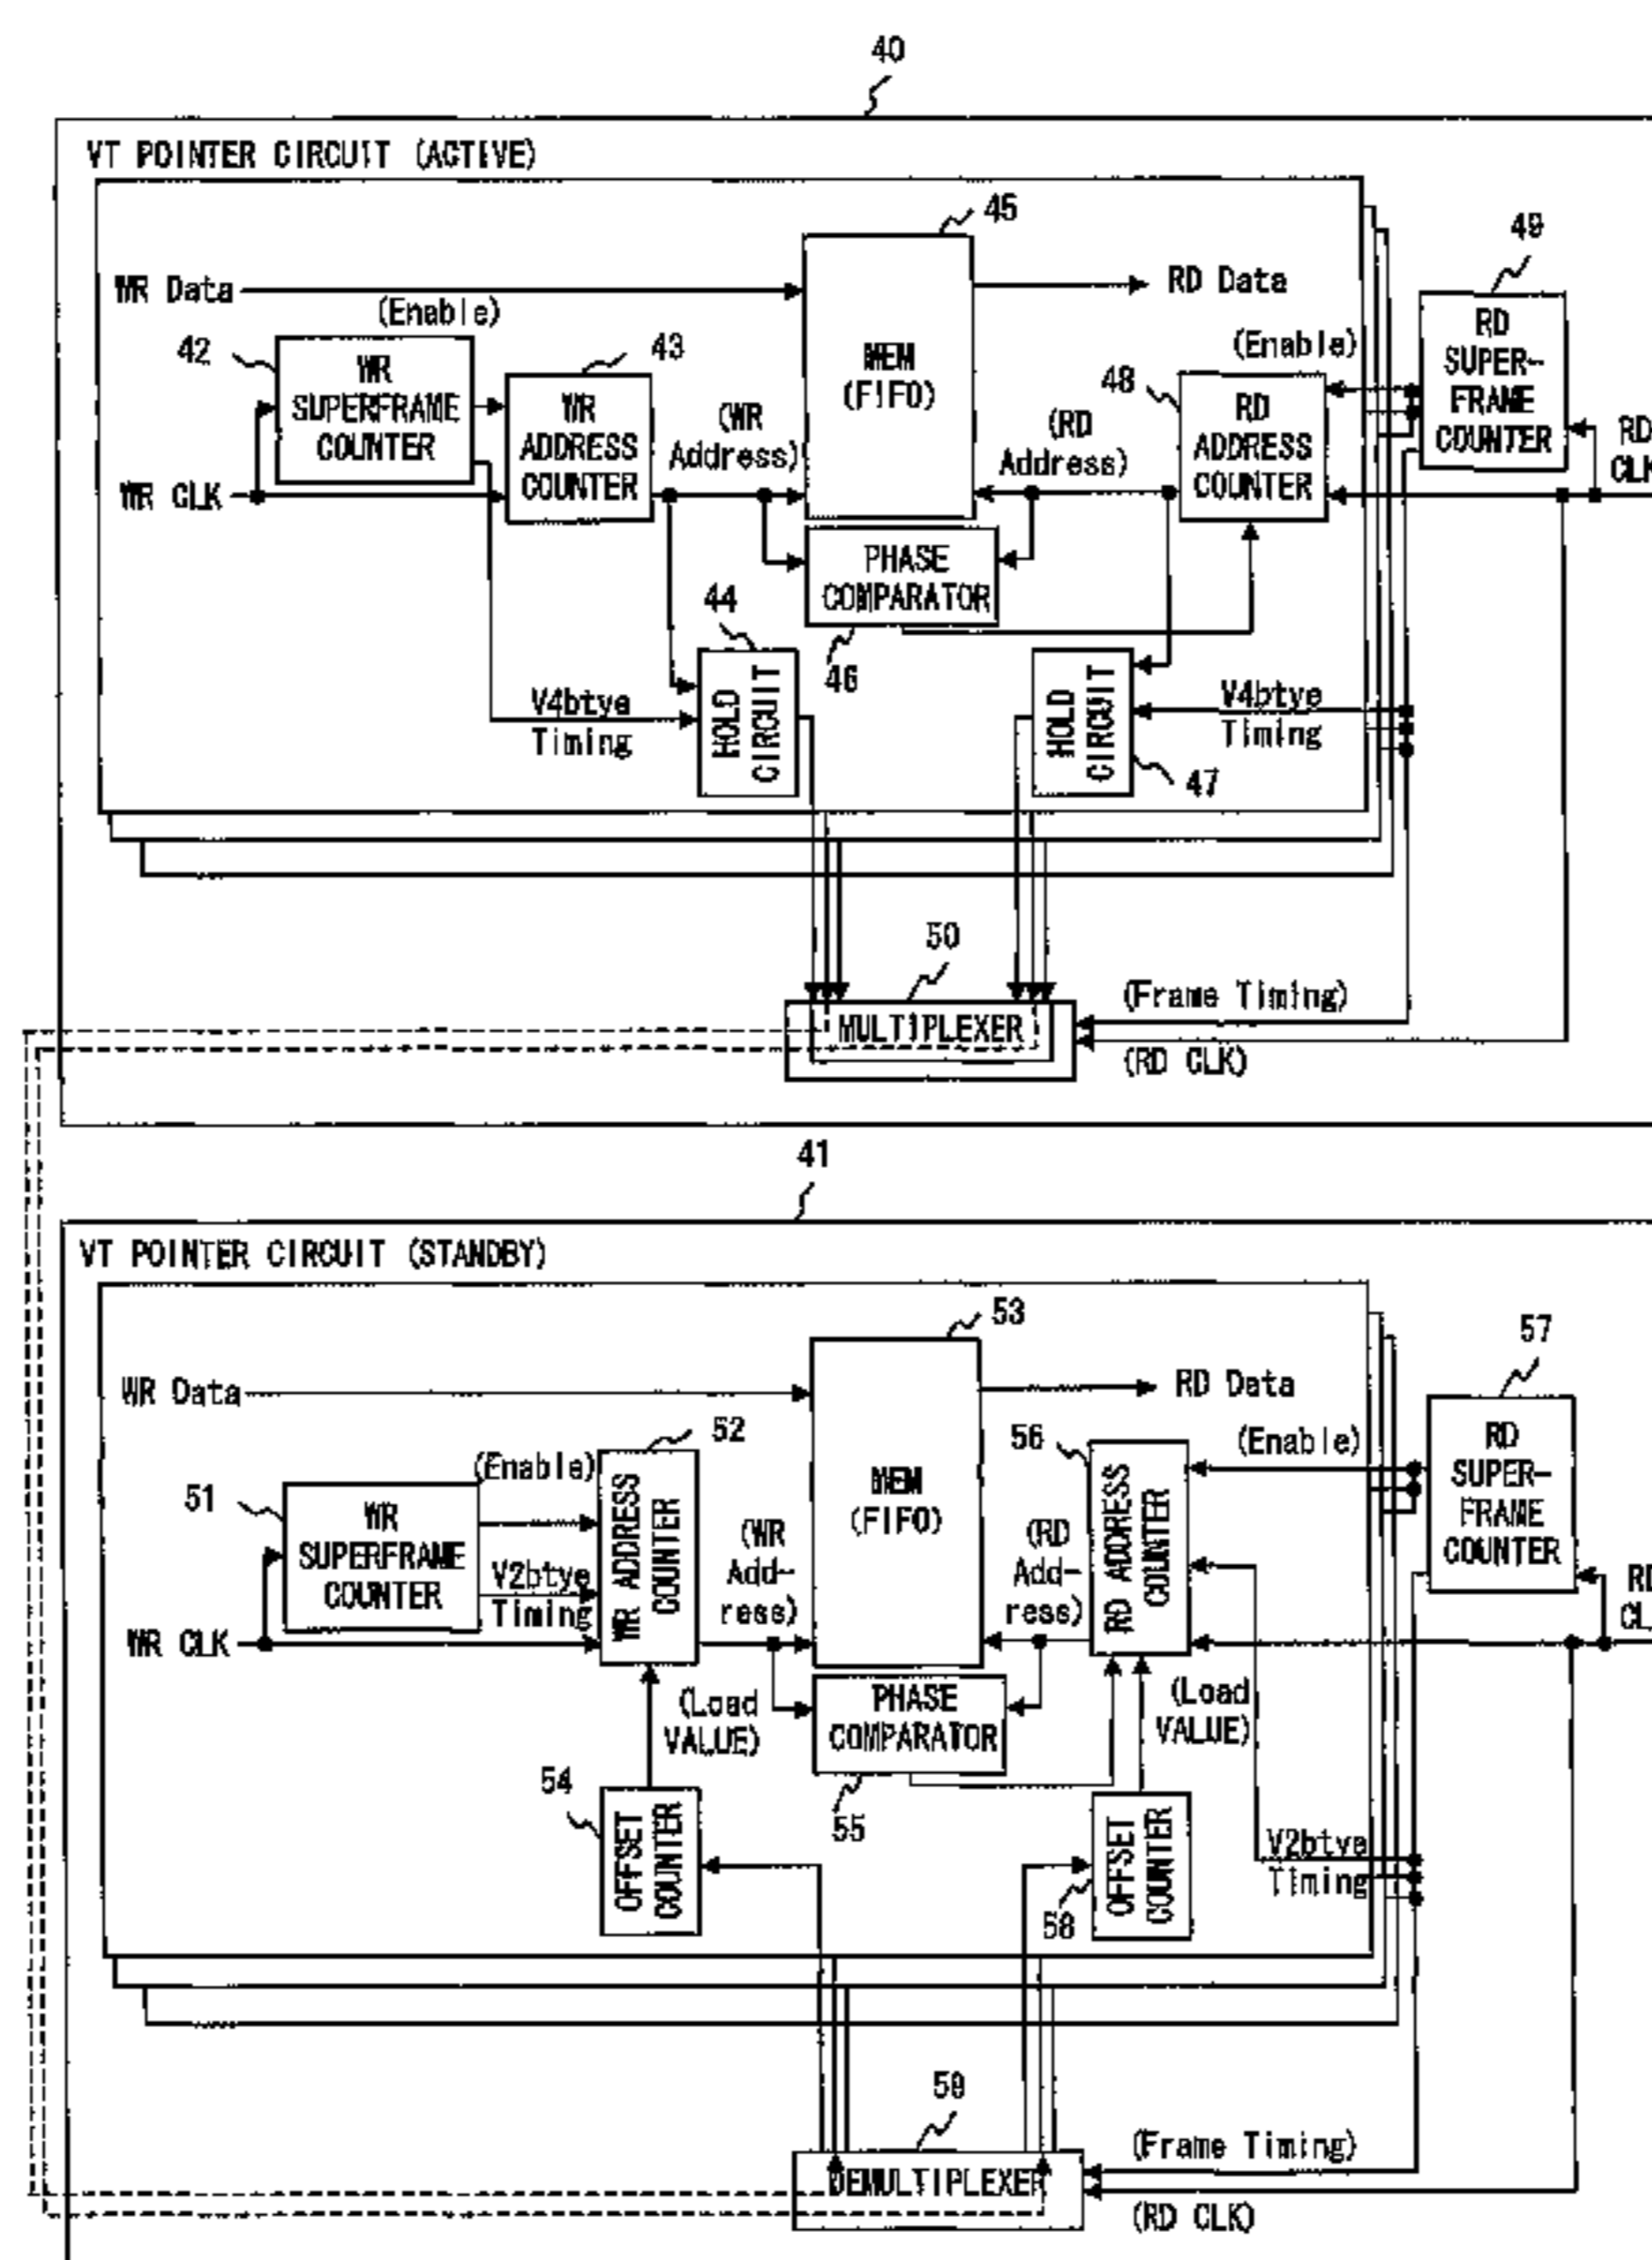 40
VT POINTER CIRCUIT (ACTIVE)
45
49
WR Data
RD Data
(Enable)
42
43
WR
SUPERFRAME
COUNTER
WR
ADDRESS
COUNTER
(WR
Address)
MEM
(FIFO)
(RD
Address)
48
(Enable)
RD
ADDRESS
COUNTER
RD
SUPER-
FRAME
COUNTER
RD
WR CLK
PHASE
COMPARATOR
44
46
V4btye
Timing
HOLD
CIRCUIT
HOLD
CIRCUIT
V4btye
Timing
47
50
MULTIPLEXER
(Frame Timing)
(RD CLK)
41
VT POINTER CIRCUIT (STANDBY)
53
57
WR Data
RD Data
52
56
(Enable)
(Enable)
51
WR
SUPERFRAME
COUNTER
V2btye
Timing
WR ADDRESS
COUNTER
(WR
Add-
ress)
MEM
(FIFO)
(RD
Add-
ress)
RD ADDRESS
COUNTER
RD
SUPER-
FRAME
COUNTER
WR CLK
(Load
VALUE)
PHASE
COMPARATOR
(Load
VALUE)
54
55
OFFSET
COUNTER
OFFSET
COUNTER
58
V2btye
Timing
59
DEMULTIPLEXER
(Frame Timing)
(RD CLK)